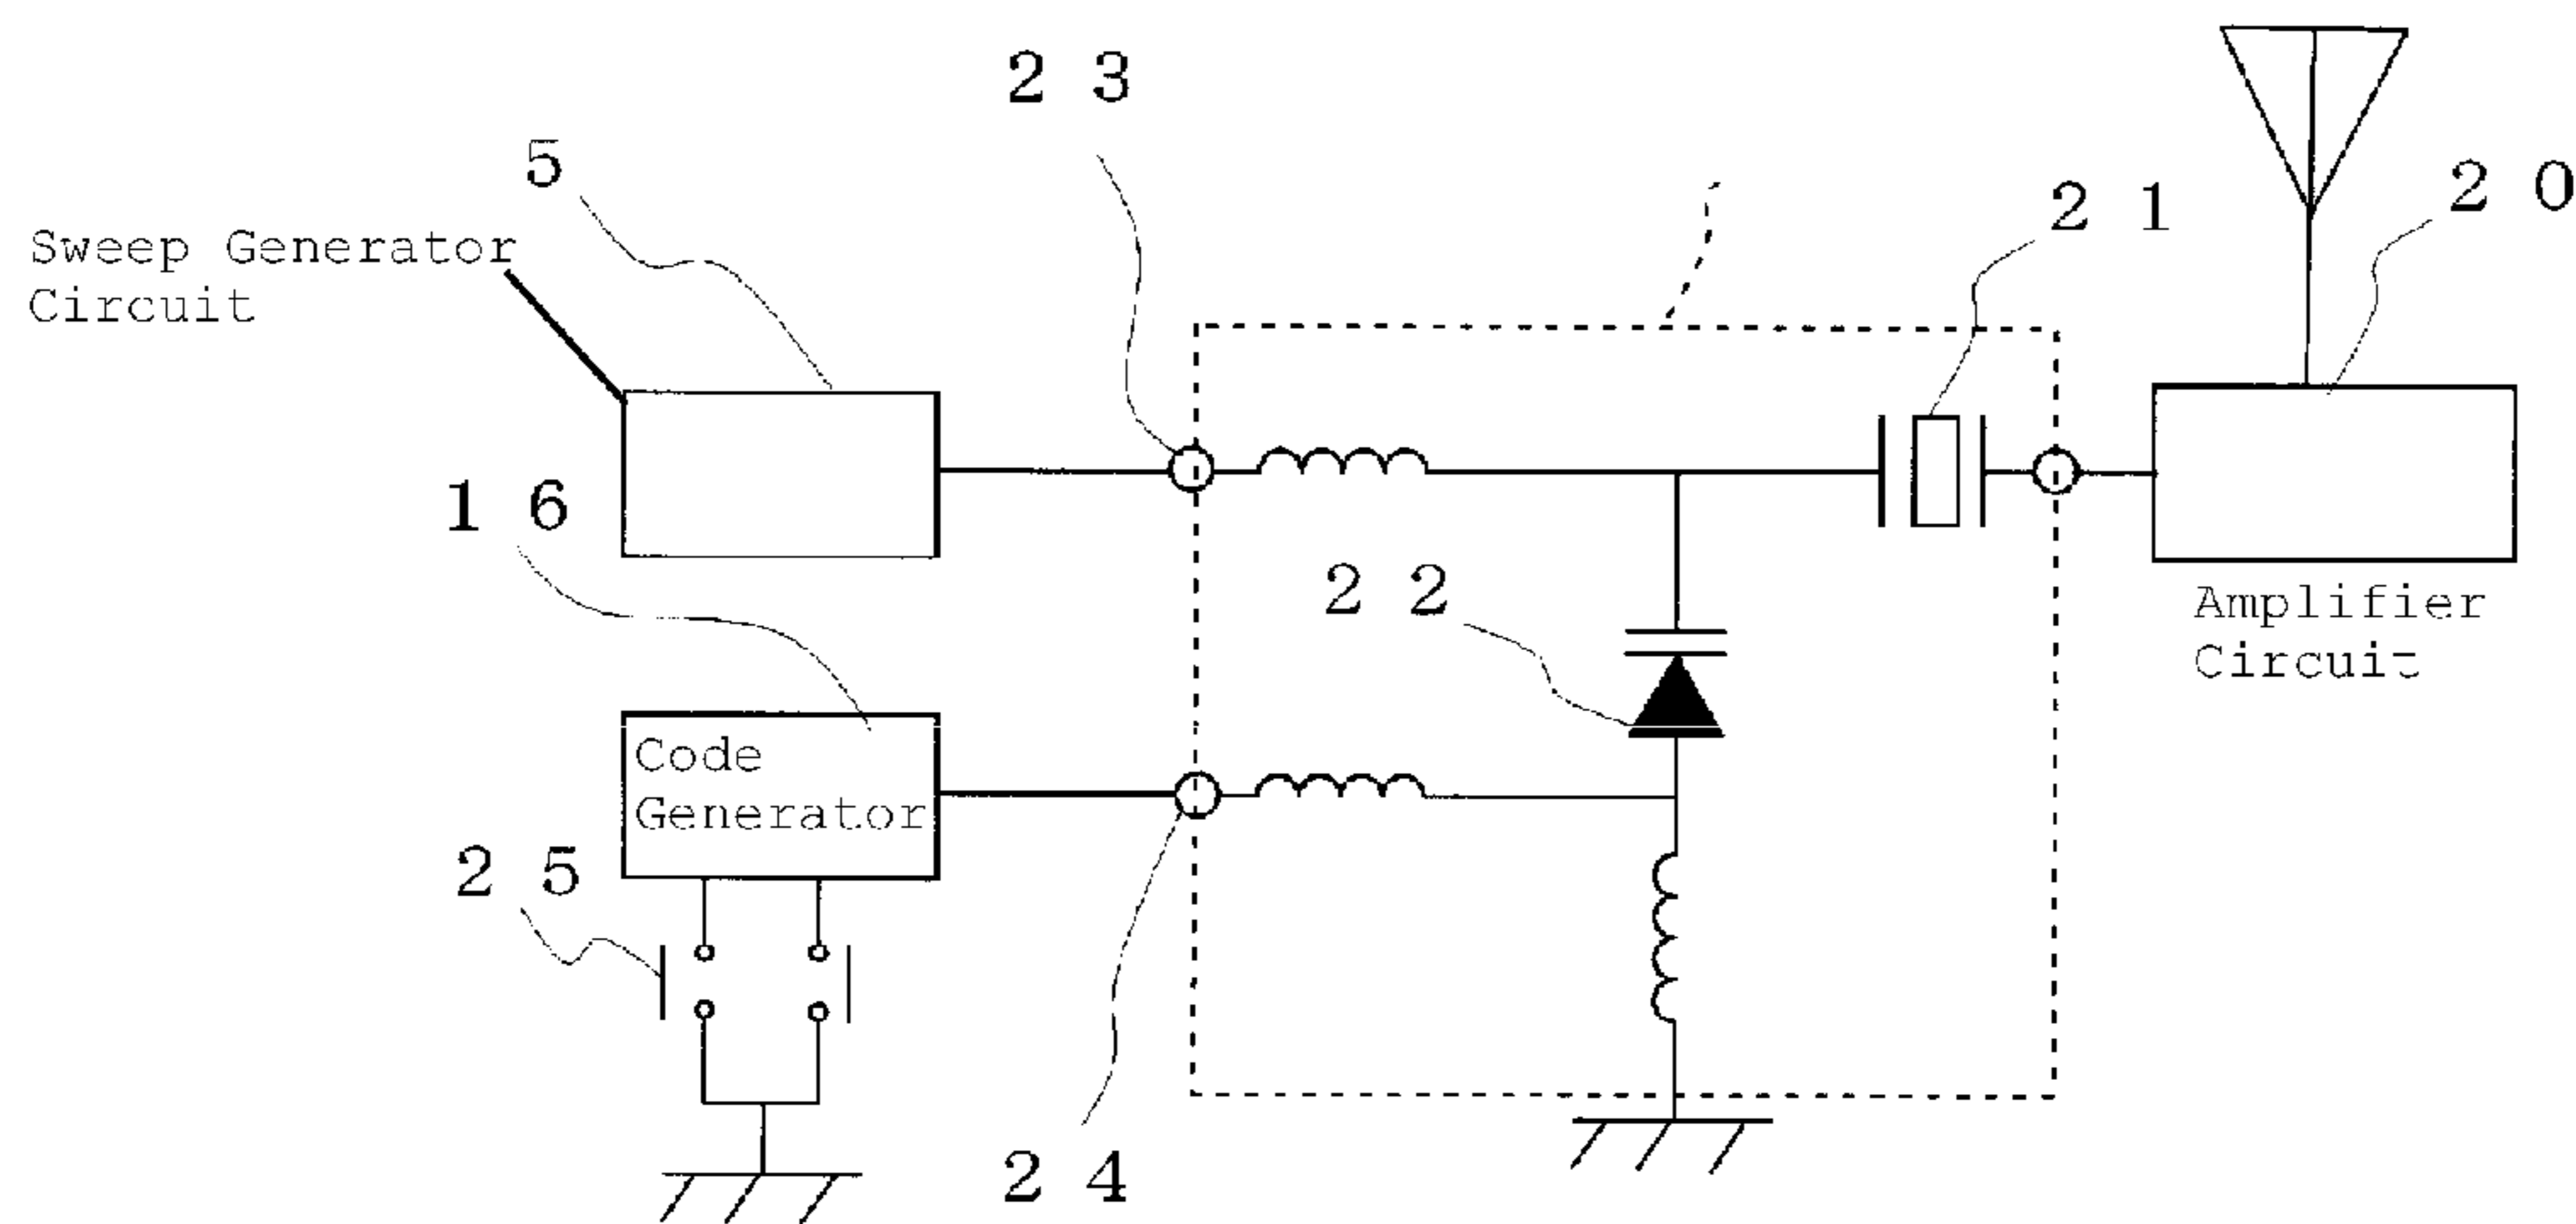 2 3
5
2 0
2 1
Sweep Generator
Circuit
1 6
2 2
Amplifier
Circuit
Code
Generator
2 5
2 4